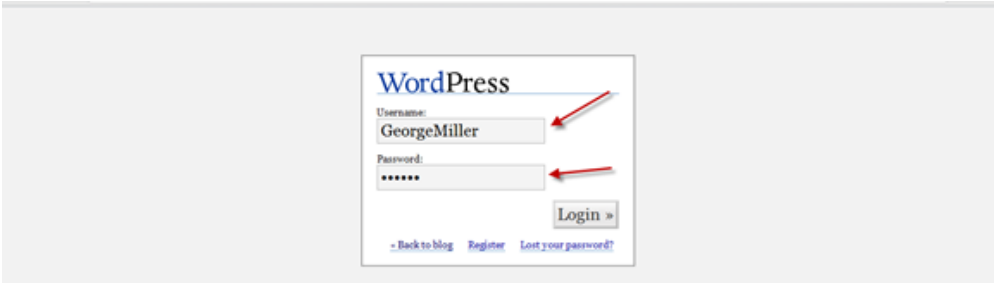 WordPress
Username:
GeorgeMiller
Password:
••••••
Login »
« Back to blog Register Lost your password?